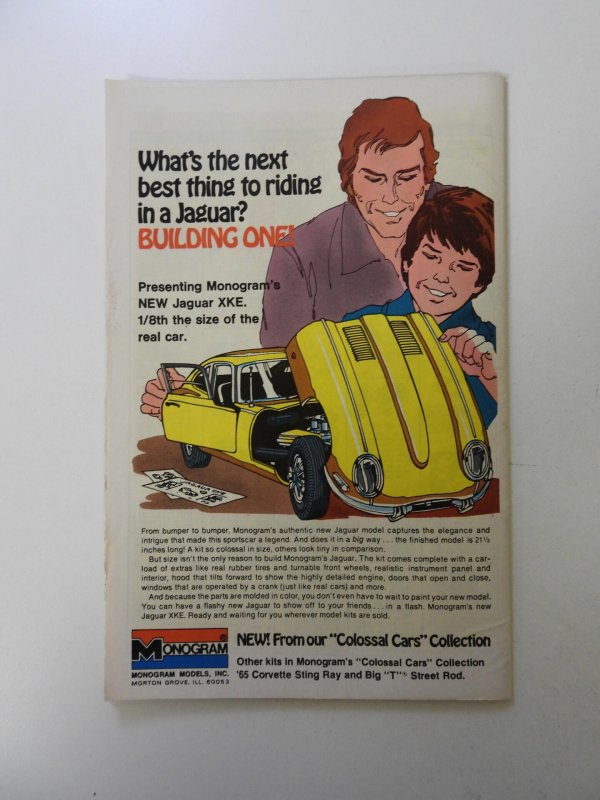 What's the next
best thing to riding
in a Jaguar?
BUILDING ONE!
Presenting Monogram's
NEW Jaguar XKE.
1/8th the size of the
real car.
JAGUAR XKE
From bumper to bumper, Monogram's authentic new Jaguar model captures the elegance and
intrigue that made this sportscar a legend. And does it in a big way . . . the finished model is 21½
inches long! A kit so colossal in size, others look tiny in comparison.
But size isn't the only reason to build Monogram's Jaguar. The kit comes complete with a car-
load of extras like real rubber tires and turnable front wheels, realistic instrument panel and
interior, hood that tilts forward to show the highly detailed engine, doors that open and close,
windows that are operated by a crank (just like real cars) and more.
And because the parts are molded in color, you don't even have to wait to paint your new model.
You can have a flashy new Jaguar to show off to your friends . . . in a flash. Monogram's new
Jaguar XKE. Ready and waiting for you wherever model kits are sold.
MONOGRAM®
MONOGRAM MODELS, INC.
MORTON GROVE, ILL. 60053
NEW! From our "Colossal Cars" Collection
Other kits in Monogram's "Colossal Cars" Collection
'65 Corvette Sting Ray and Big "T"® Street Rod.